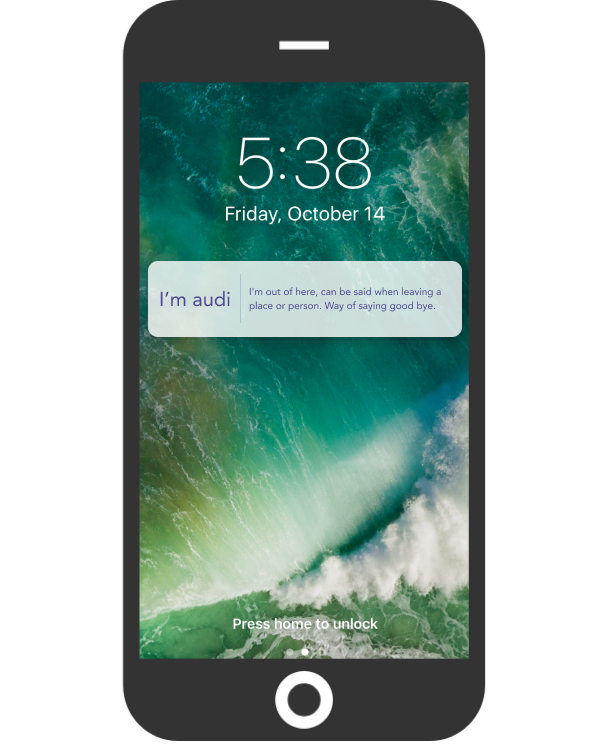 5:38
Friday, October 14
I'm audi
I'm out of here, can be said when leaving a
place or person. Way of saying good bye.
Press home to unlock